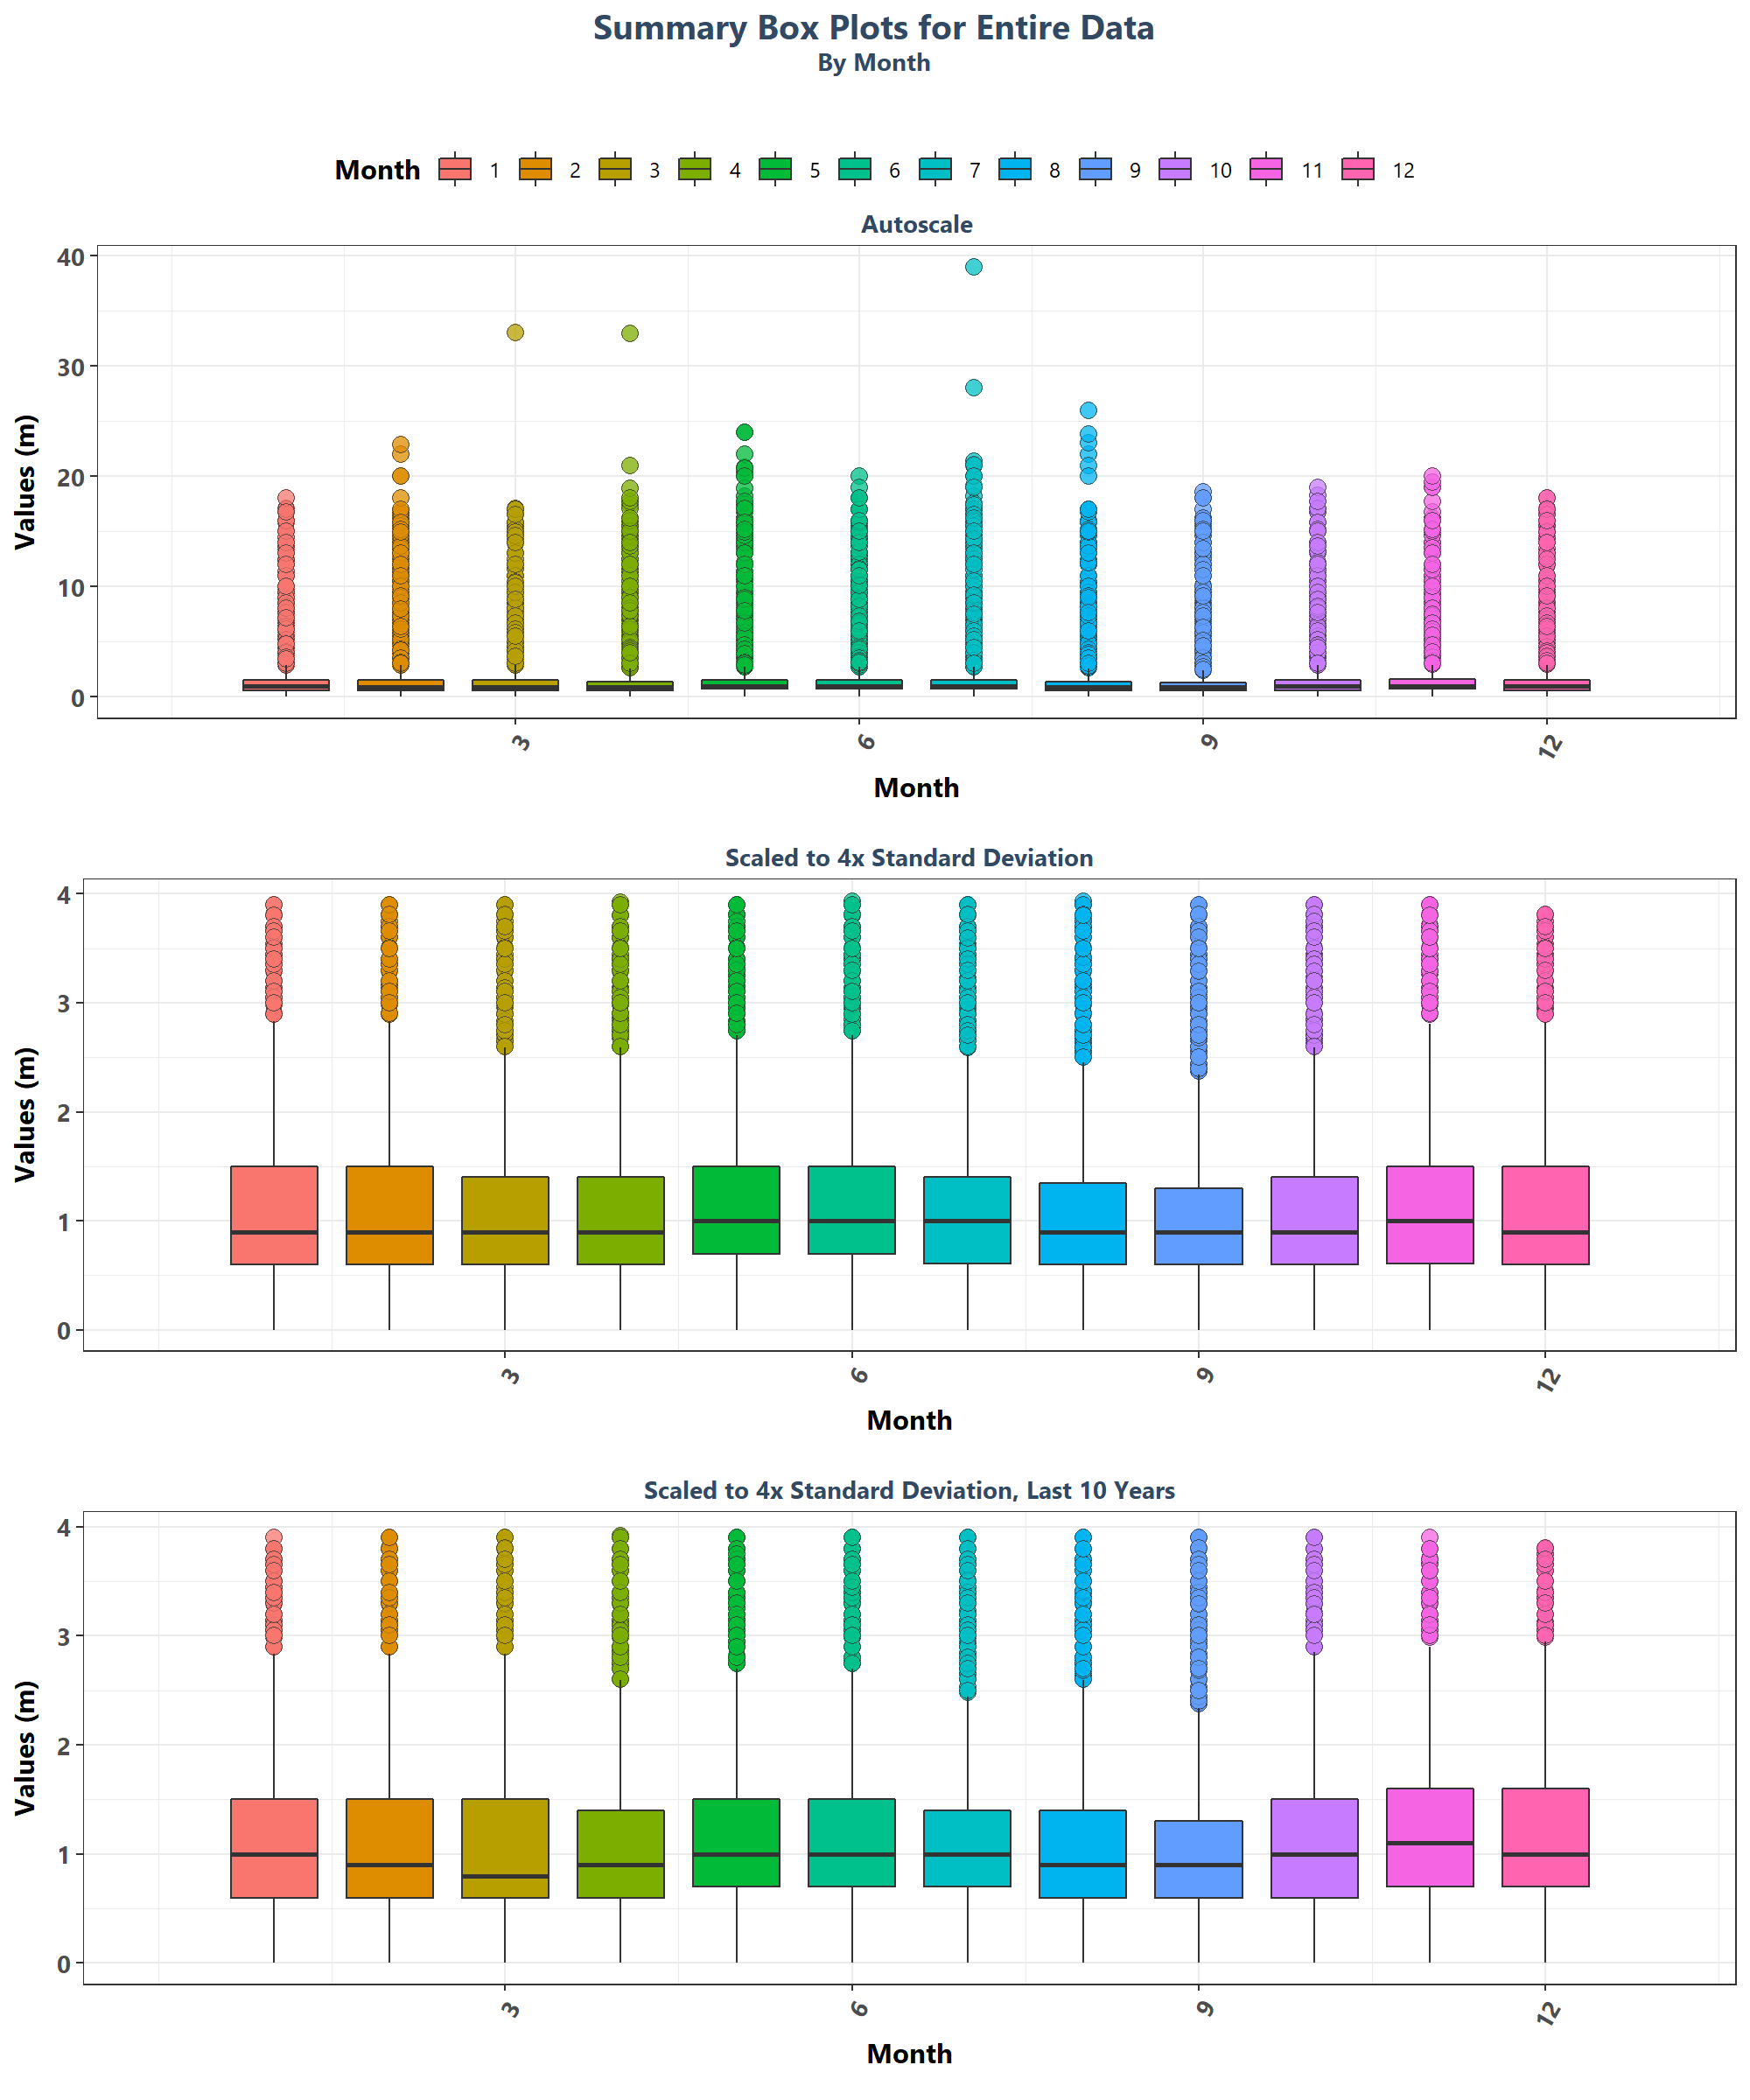 Summary Box Plots for Entire Data
By Month
Month 1 2 3 4 5 6 7 8 9 10 11 12
Autoscale
Values (m)
40
30
20
10
0
3 6 9 12
Month
Scaled to 4x Standard Deviation
Values (m)
4
3
2
1
0
3 6 9 12
Month
Scaled to 4x Standard Deviation, Last 10 Years
Values (m)
4
3
2
1
0
3 6 9 12
Month